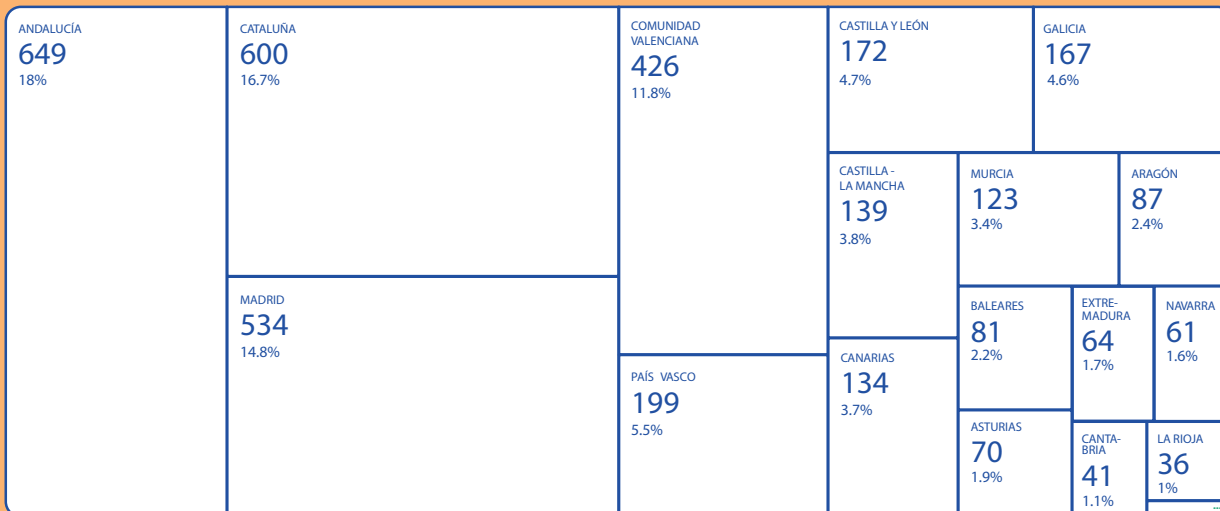 ANDALUCÍA
649
18%
CATALUÑA
600
16.7%
MADRID
534
14.8%
COMUNIDAD
VALENCIANA
426
11.8%
PAÍS VASCO
199
5.5%
CASTILLA Y LEÓN
172
4.7%
GALICIA
167
4.6%
CASTILLA -
LA MANCHA
139
3.8%
CANARIAS
134
3.7%
MURCIA
123
3.4%
ARAGÓN
87
2.4%
BALEARES
81
2.2%
EXTRE-
MADURA
64
1.7%
NAVARRA
61
1.6%
ASTURIAS
70
1.9%
CANTA-
BRIA
41
1.1%
LA RIOJA
36
1%